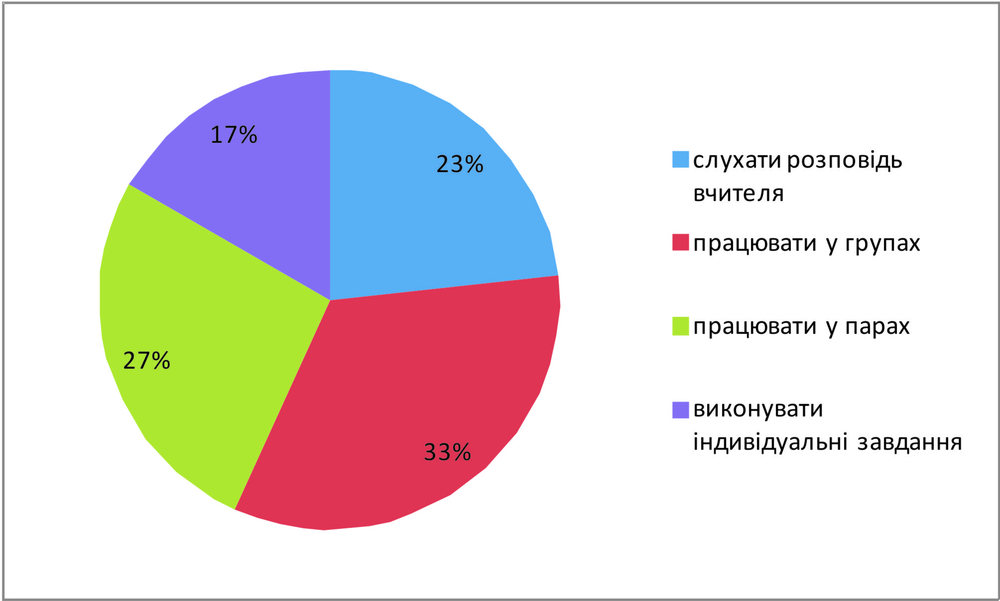 17%
23%
27%
33%
слухати розповідь
вчителя
працювати у групах
працювати у парах
виконувати
індивідуальні завдання